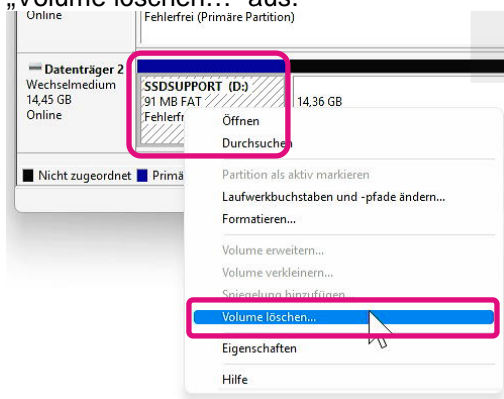 „Volume löschen…“ aus.
Online
Fehlerfrei (Primäre Partition)
Datenträger 2
Wechselmedium
14,45 GB
Online
SSDSUPPORT (D:)
91 MB FAT
14,36 GB
Öffnen
Durchsuchen
Partition als aktiv markieren
Laufwerkbuchstaben und -pfade ändern...
Formatieren...
Volume erweitern...
Volume verkleinern...
Spiegelung hinzufügen...
Volume löschen...
Eigenschaften
Hilfe
Nicht zugeordnet